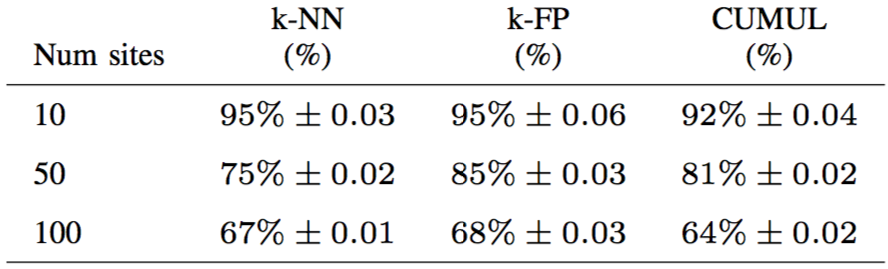 k-NN k-FP CUMUL
Num sites (%) (%) (%)
10 95% ± 0.03 95% ± 0.06 92% ± 0.04
50 75% ± 0.02 85% ± 0.03 81% ± 0.02
100 67% ± 0.01 68% ± 0.03 64% ± 0.02